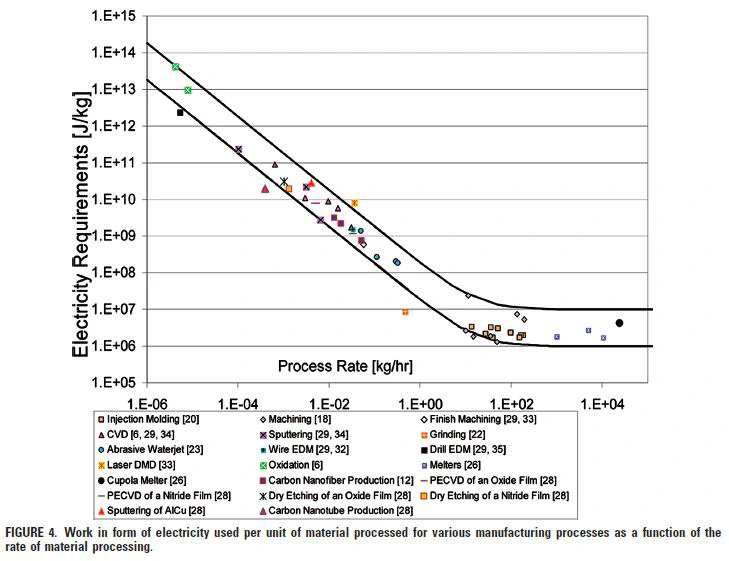 1.E+15
1.E+14
1.E+13
1.E+12
1.E+11
1.E+10
1.E+09
1.E+08
1.E+07
1.E+06
1.E+05
Electricity Requirements [J/kg]
Process Rate [kg/hr]
1.E-06 1.E-04 1.E-02 1.E+00 1.E+02 1.E+04
Injection Molding [20] Machining [18] Finish Machining [29, 33]
CVD [6, 29, 34] Sputtering [29, 34] Grinding [22]
Abrasive Waterjet [23] Wire EDM [29, 32] Drill EDM [29, 35]
Laser DMD [33] Oxidation [6] Melters [26]
Cupola Melter [26] Carbon Nanofiber Production [12] PECVD of an Oxide Film [28]
PECVD of a Nitride Film [28] Dry Etching of an Oxide Film [28] Dry Etching of a Nitride Film [28]
Sputtering of AlCu [28] Carbon Nanotube Production [28]
FIGURE 4. Work in form of electricity used per unit of material processed for various manufacturing processes as a function of the
rate of material processing.